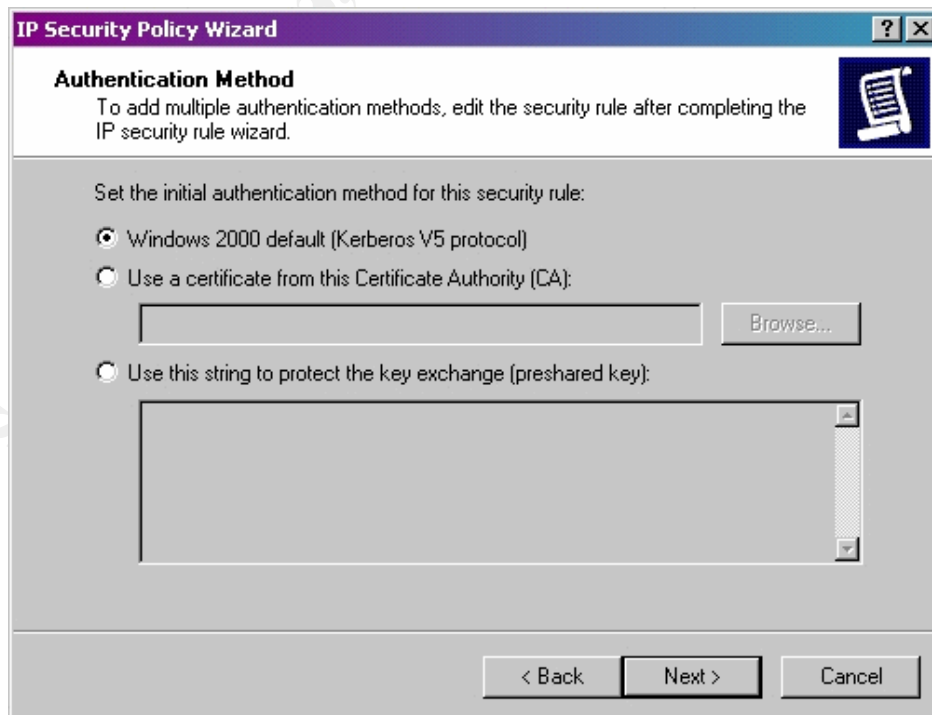 IP Security Policy Wizard
Authentication Method
To add multiple authentication methods, edit the security rule after completing the
IP security rule wizard.
Set the initial authentication method for this security rule:
Windows 2000 default (Kerberos V5 protocol)
Use a certificate from this Certificate Authority (CA):
Browse...
Use this string to protect the key exchange (preshared key):
< Back Next > Cancel